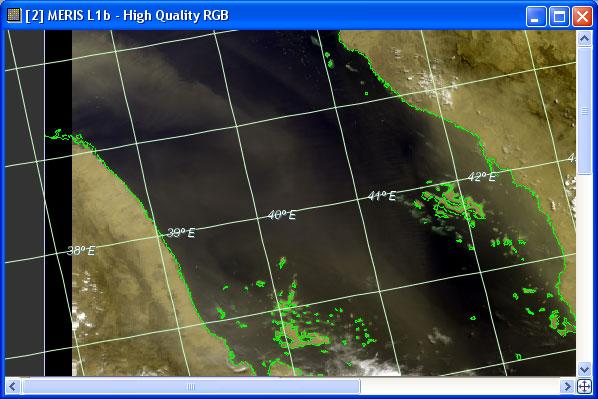 [2] MERIS L1b - High Quality RGB
42° E
41° E
40° E
39° E
38° E